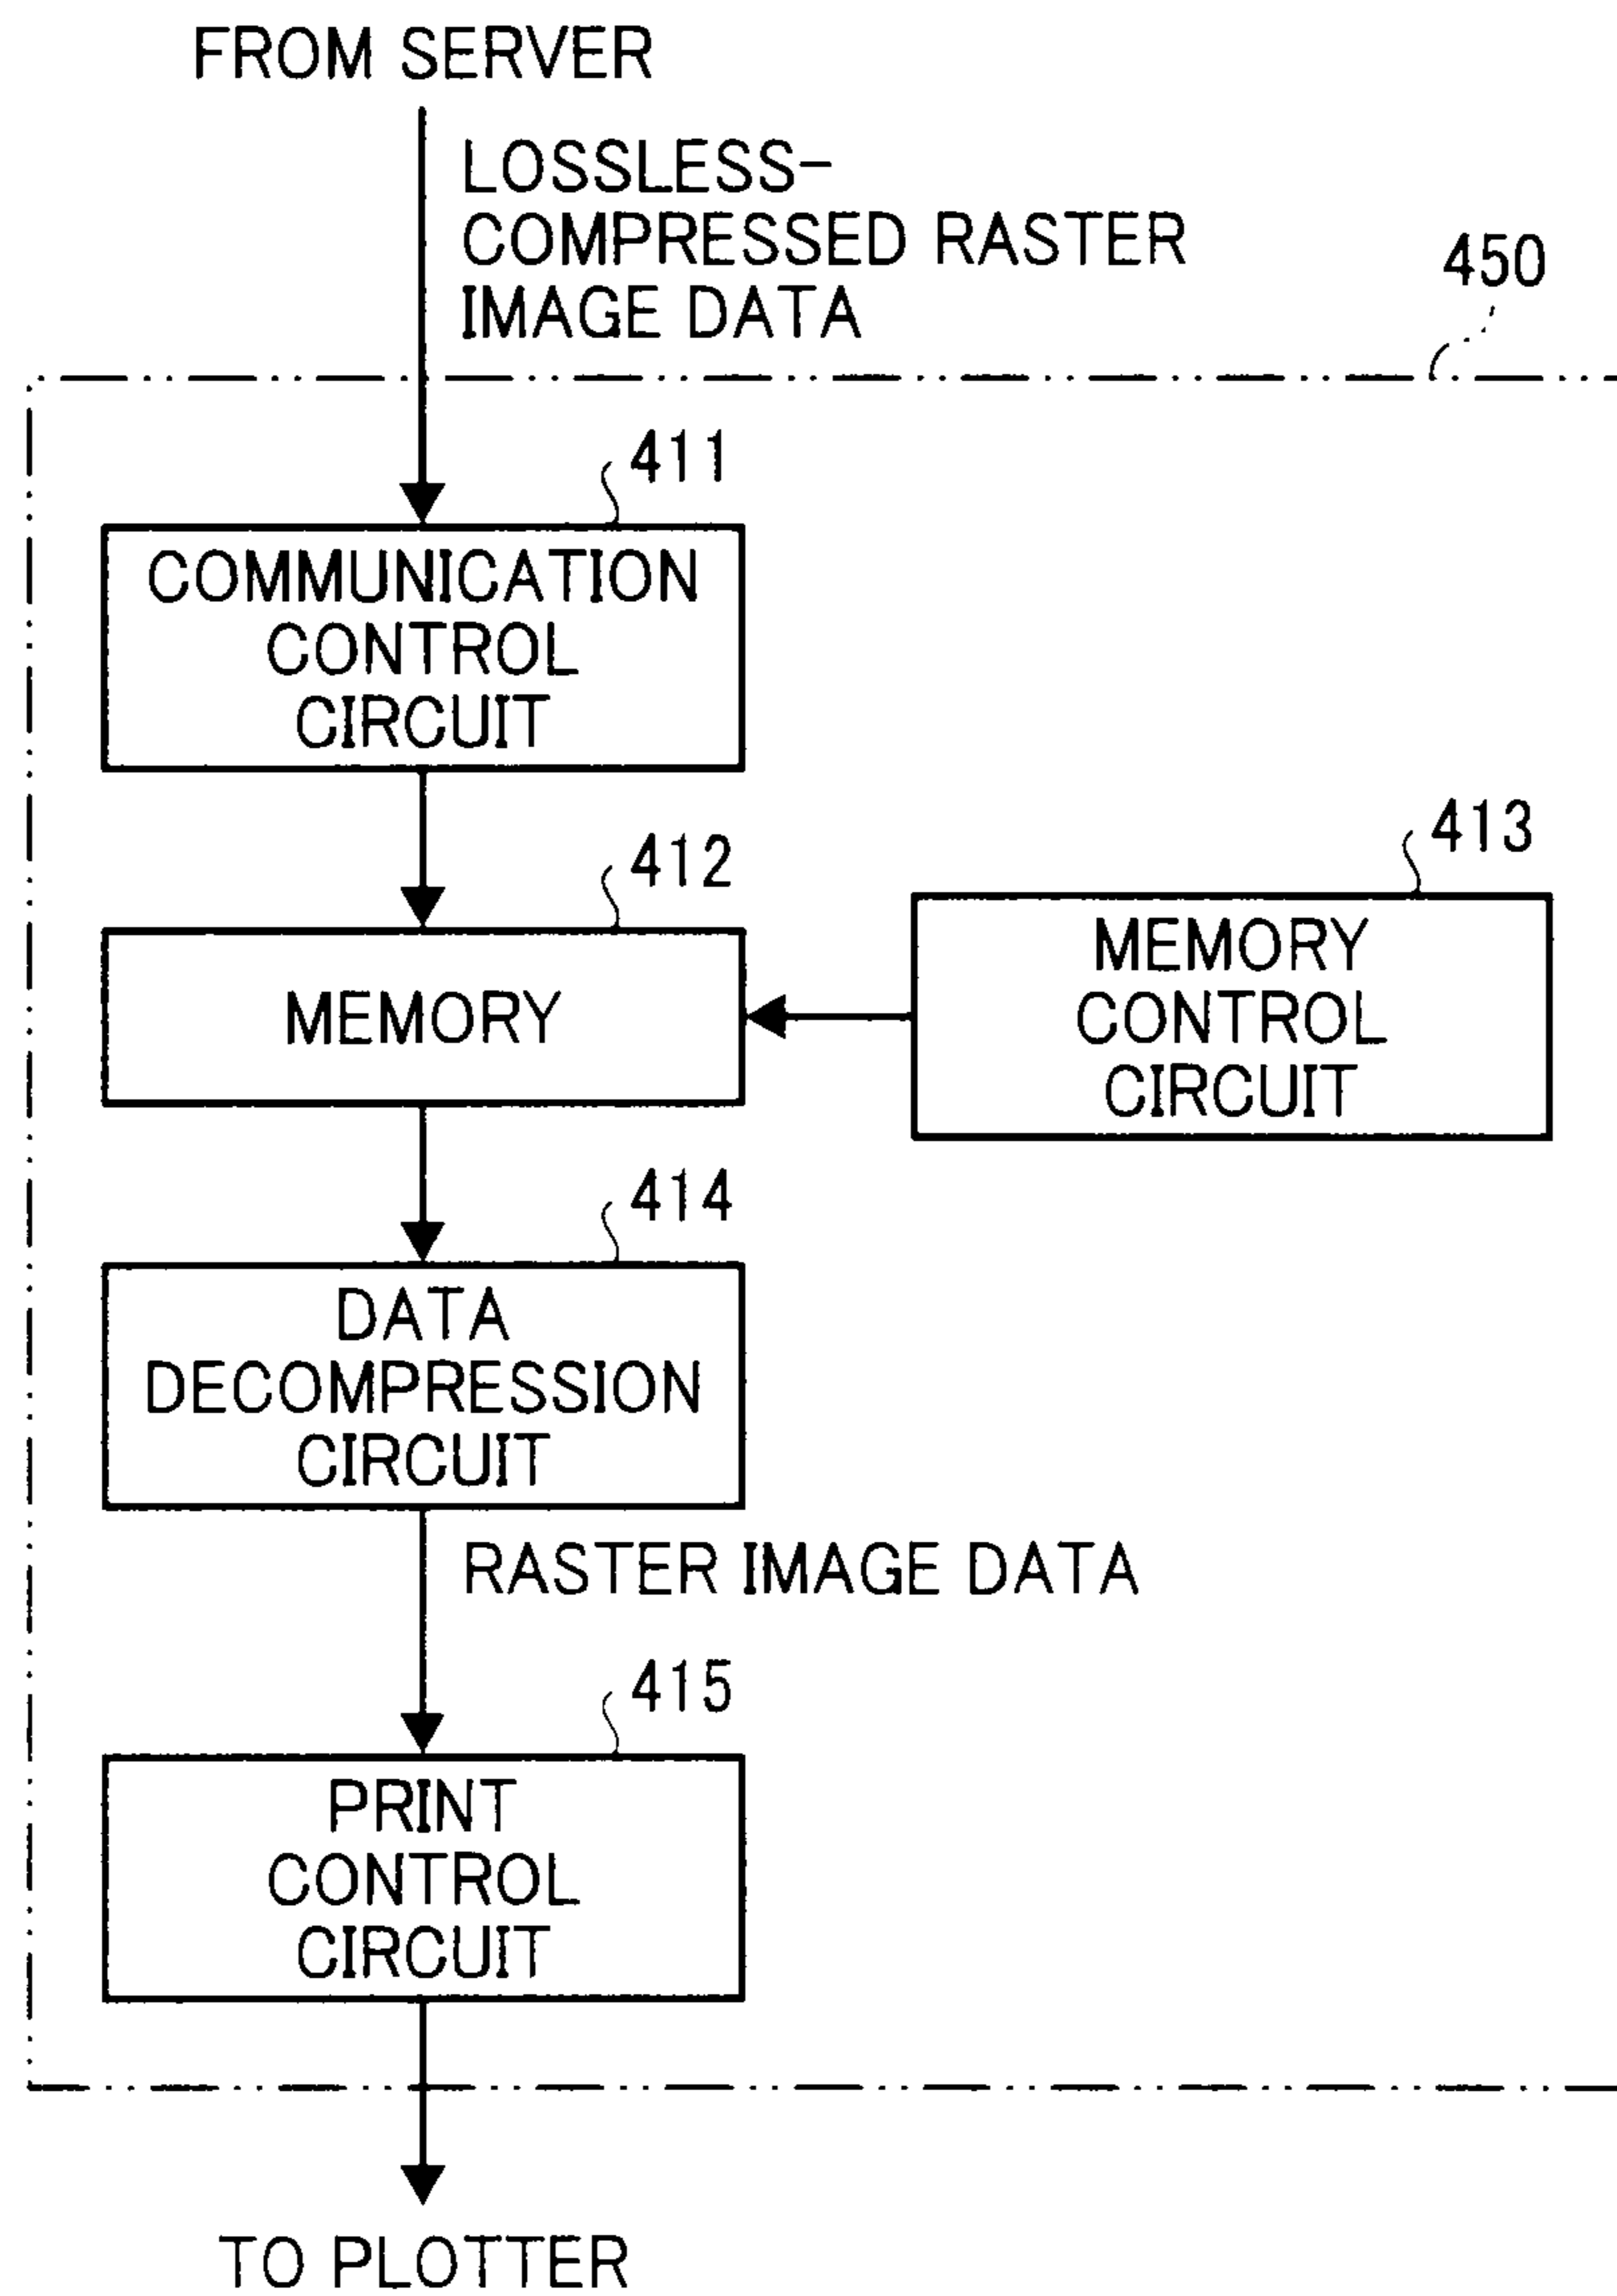 FROM SERVER
LOSSLESS-
COMPRESSED RASTER
IMAGE DATA
450
411
COMMUNICATION
CONTROL
CIRCUIT
412
MEMORY
413
MEMORY
CONTROL
CIRCUIT
414
DATA
DECOMPRESSION
CIRCUIT
RASTER IMAGE DATA
415
PRINT
CONTROL
CIRCUIT
TO PLOTTER